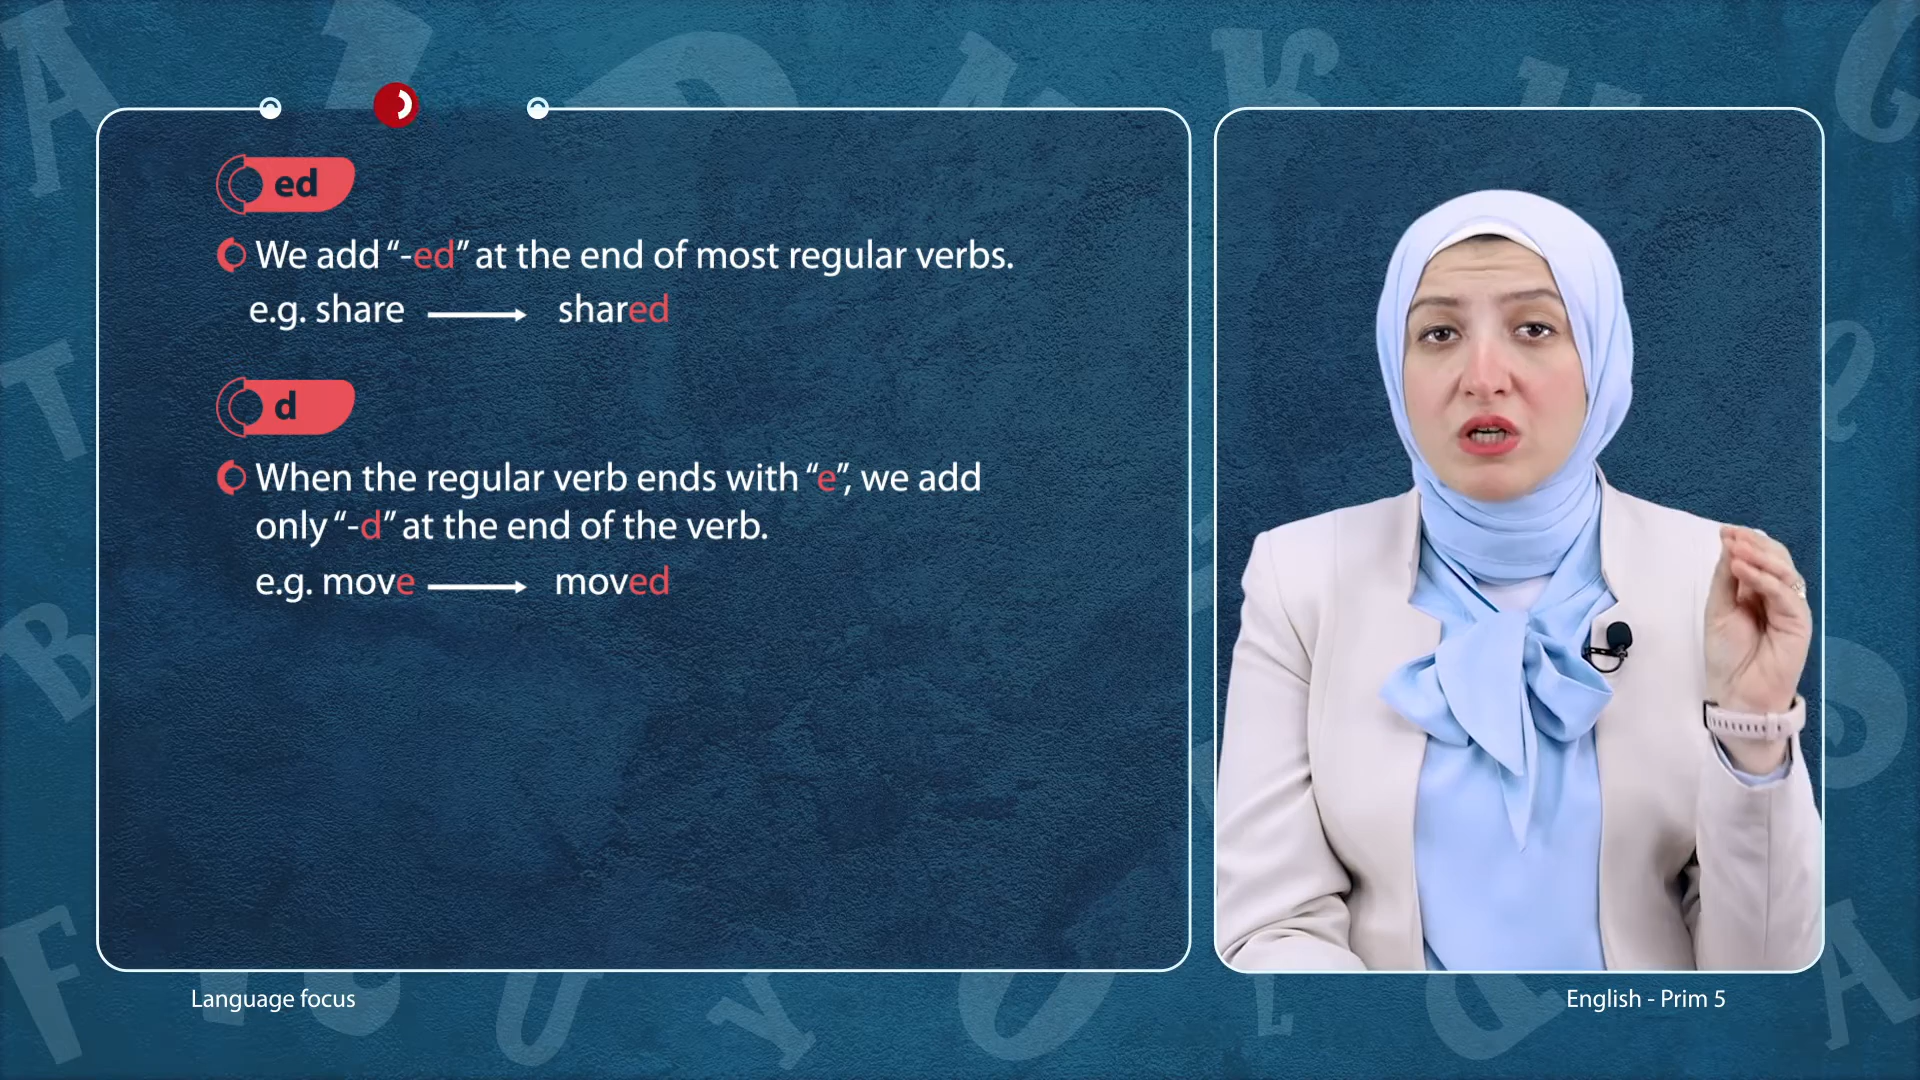 ed
We add “-ed” at the end of most regular verbs.
e.g. share shared
d
When the regular verb ends with “e”, we add
only “-d” at the end of the verb.
e.g. move moved
Language focus
English - Prim 5